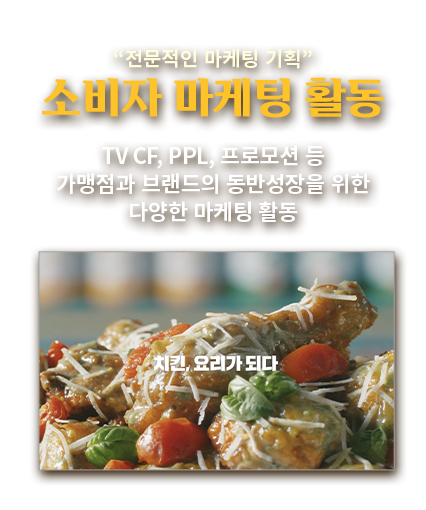 “전문적인 마케팅 기획”
소비자 마케팅 활동
TV CF, PPL, 프로모션 등
가맹점과 브랜드의 동반성장을 위한
다양한 마케팅 활동
치킨, 요리가 되다